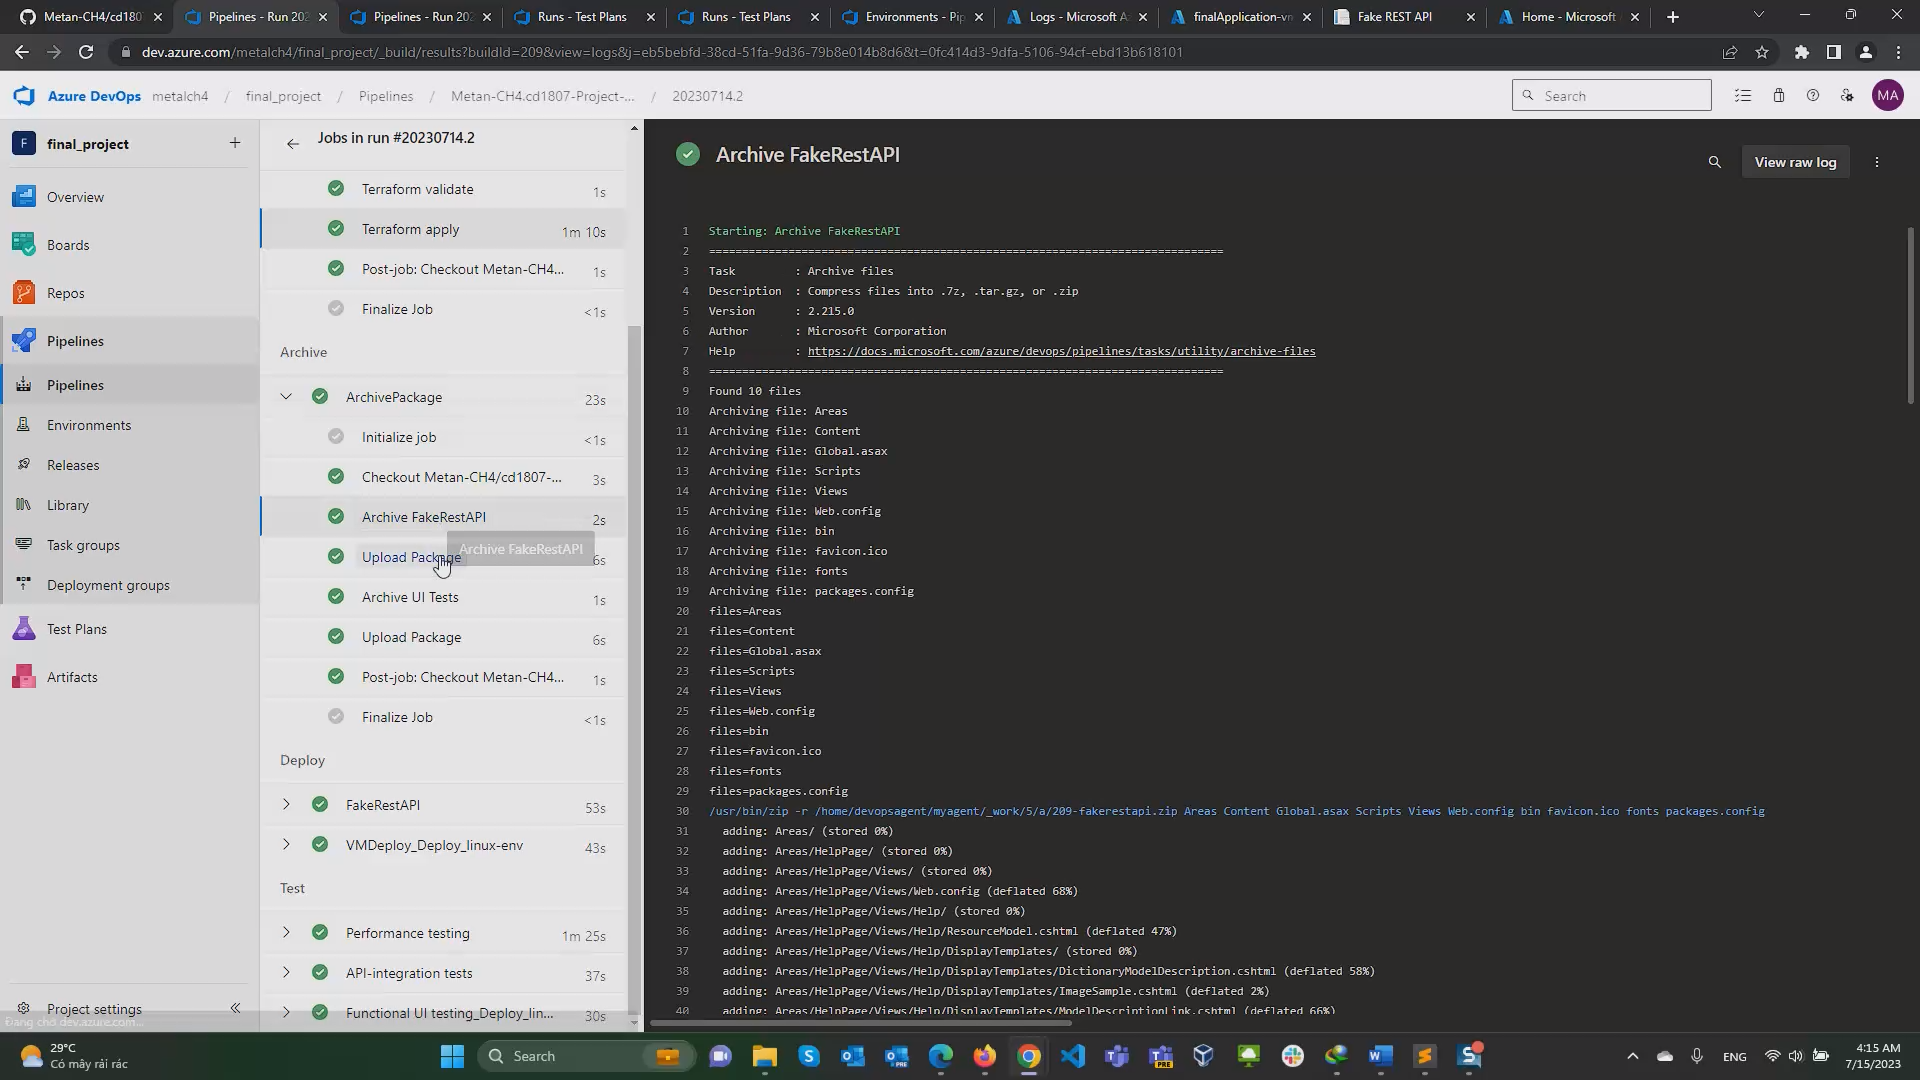 Metan-CH4/cd180
Pipelines - Run 202
Pipelines - Run 202
Runs - Test Plans
Runs - Test Plans
Environments - Pip
Logs - Microsoft A
finalApplication-vn
Fake REST API
Home - Microsoft
dev.azure.com/metalch4/final_project/_build/results?buildId=209&view=logs&j=eb5bebfd-38cd-51fa-9d36-79b8e014b8d6&t=0fc414d3-9dfa-5106-94cf-ebd13b618101
Azure DevOps metalch4 / final_project / Pipelines / Metan-CH4.cd1807-Project-... / 20230714.2
Search
MA
F final_project +
Overview
Boards
Repos
Pipelines
Pipelines
Environments
Releases
Library
Task groups
Deployment groups
Test Plans
Artifacts
Project settings
Đang chờ dev.azure.com...
Jobs in run #20230714.2
Terraform validate 1s
Terraform apply 1m 10s
Post-job: Checkout Metan-CH4... 1s
Finalize Job <1s
Archive
ArchivePackage 23s
Initialize job <1s
Checkout Metan-CH4/cd1807-... 3s
Archive FakeRestAPI 2s
Archive FakeRestAPI
Upload Package 6s
Archive UI Tests 1s
Upload Package 6s
Post-job: Checkout Metan-CH4... 1s
Finalize Job <1s
Deploy
FakeRestAPI 53s
VMDeploy_Deploy_linux-env 43s
Test
Performance testing 1m 25s
API-integration tests 37s
Functional UI testing_Deploy_lin... 30s
Archive FakeRestAPI
View raw log
1 Starting: Archive FakeRestAPI
2 ==============================================================================
3 Task : Archive files
4 Description : Compress files into .7z, .tar.gz, or .zip
5 Version : 2.215.0
6 Author : Microsoft Corporation
7 Help : https://docs.microsoft.com/azure/devops/pipelines/tasks/utility/archive-files
8 ==============================================================================
9 Found 10 files
10 Archiving file: Areas
11 Archiving file: Content
12 Archiving file: Global.asax
13 Archiving file: Scripts
14 Archiving file: Views
15 Archiving file: Web.config
16 Archiving file: bin
17 Archiving file: favicon.ico
18 Archiving file: fonts
19 Archiving file: packages.config
20 files=Areas
21 files=Content
22 files=Global.asax
23 files=Scripts
24 files=Views
25 files=Web.config
26 files=bin
27 files=favicon.ico
28 files=fonts
29 files=packages.config
30 /usr/bin/zip -r /home/devopsagent/myagent/_work/5/a/209-fakerestapi.zip Areas Content Global.asax Scripts Views Web.config bin favicon.ico fonts packages.config
31 adding: Areas/ (stored 0%)
32 adding: Areas/HelpPage/ (stored 0%)
33 adding: Areas/HelpPage/Views/ (stored 0%)
34 adding: Areas/HelpPage/Views/Web.config (deflated 68%)
35 adding: Areas/HelpPage/Views/Help/ (stored 0%)
36 adding: Areas/HelpPage/Views/Help/ResourceModel.cshtml (deflated 47%)
37 adding: Areas/HelpPage/Views/Help/DisplayTemplates/ (stored 0%)
38 adding: Areas/HelpPage/Views/Help/DisplayTemplates/DictionaryModelDescription.cshtml (deflated 58%)
39 adding: Areas/HelpPage/Views/Help/DisplayTemplates/ImageSample.cshtml (deflated 2%)
40 adding: Areas/HelpPage/Views/Help/DisplayTemplates/ModelDescriptionLink.cshtml (deflated 66%)
29°C
Có mây rải rác
Search
ENG
4:15 AM
7/15/2023